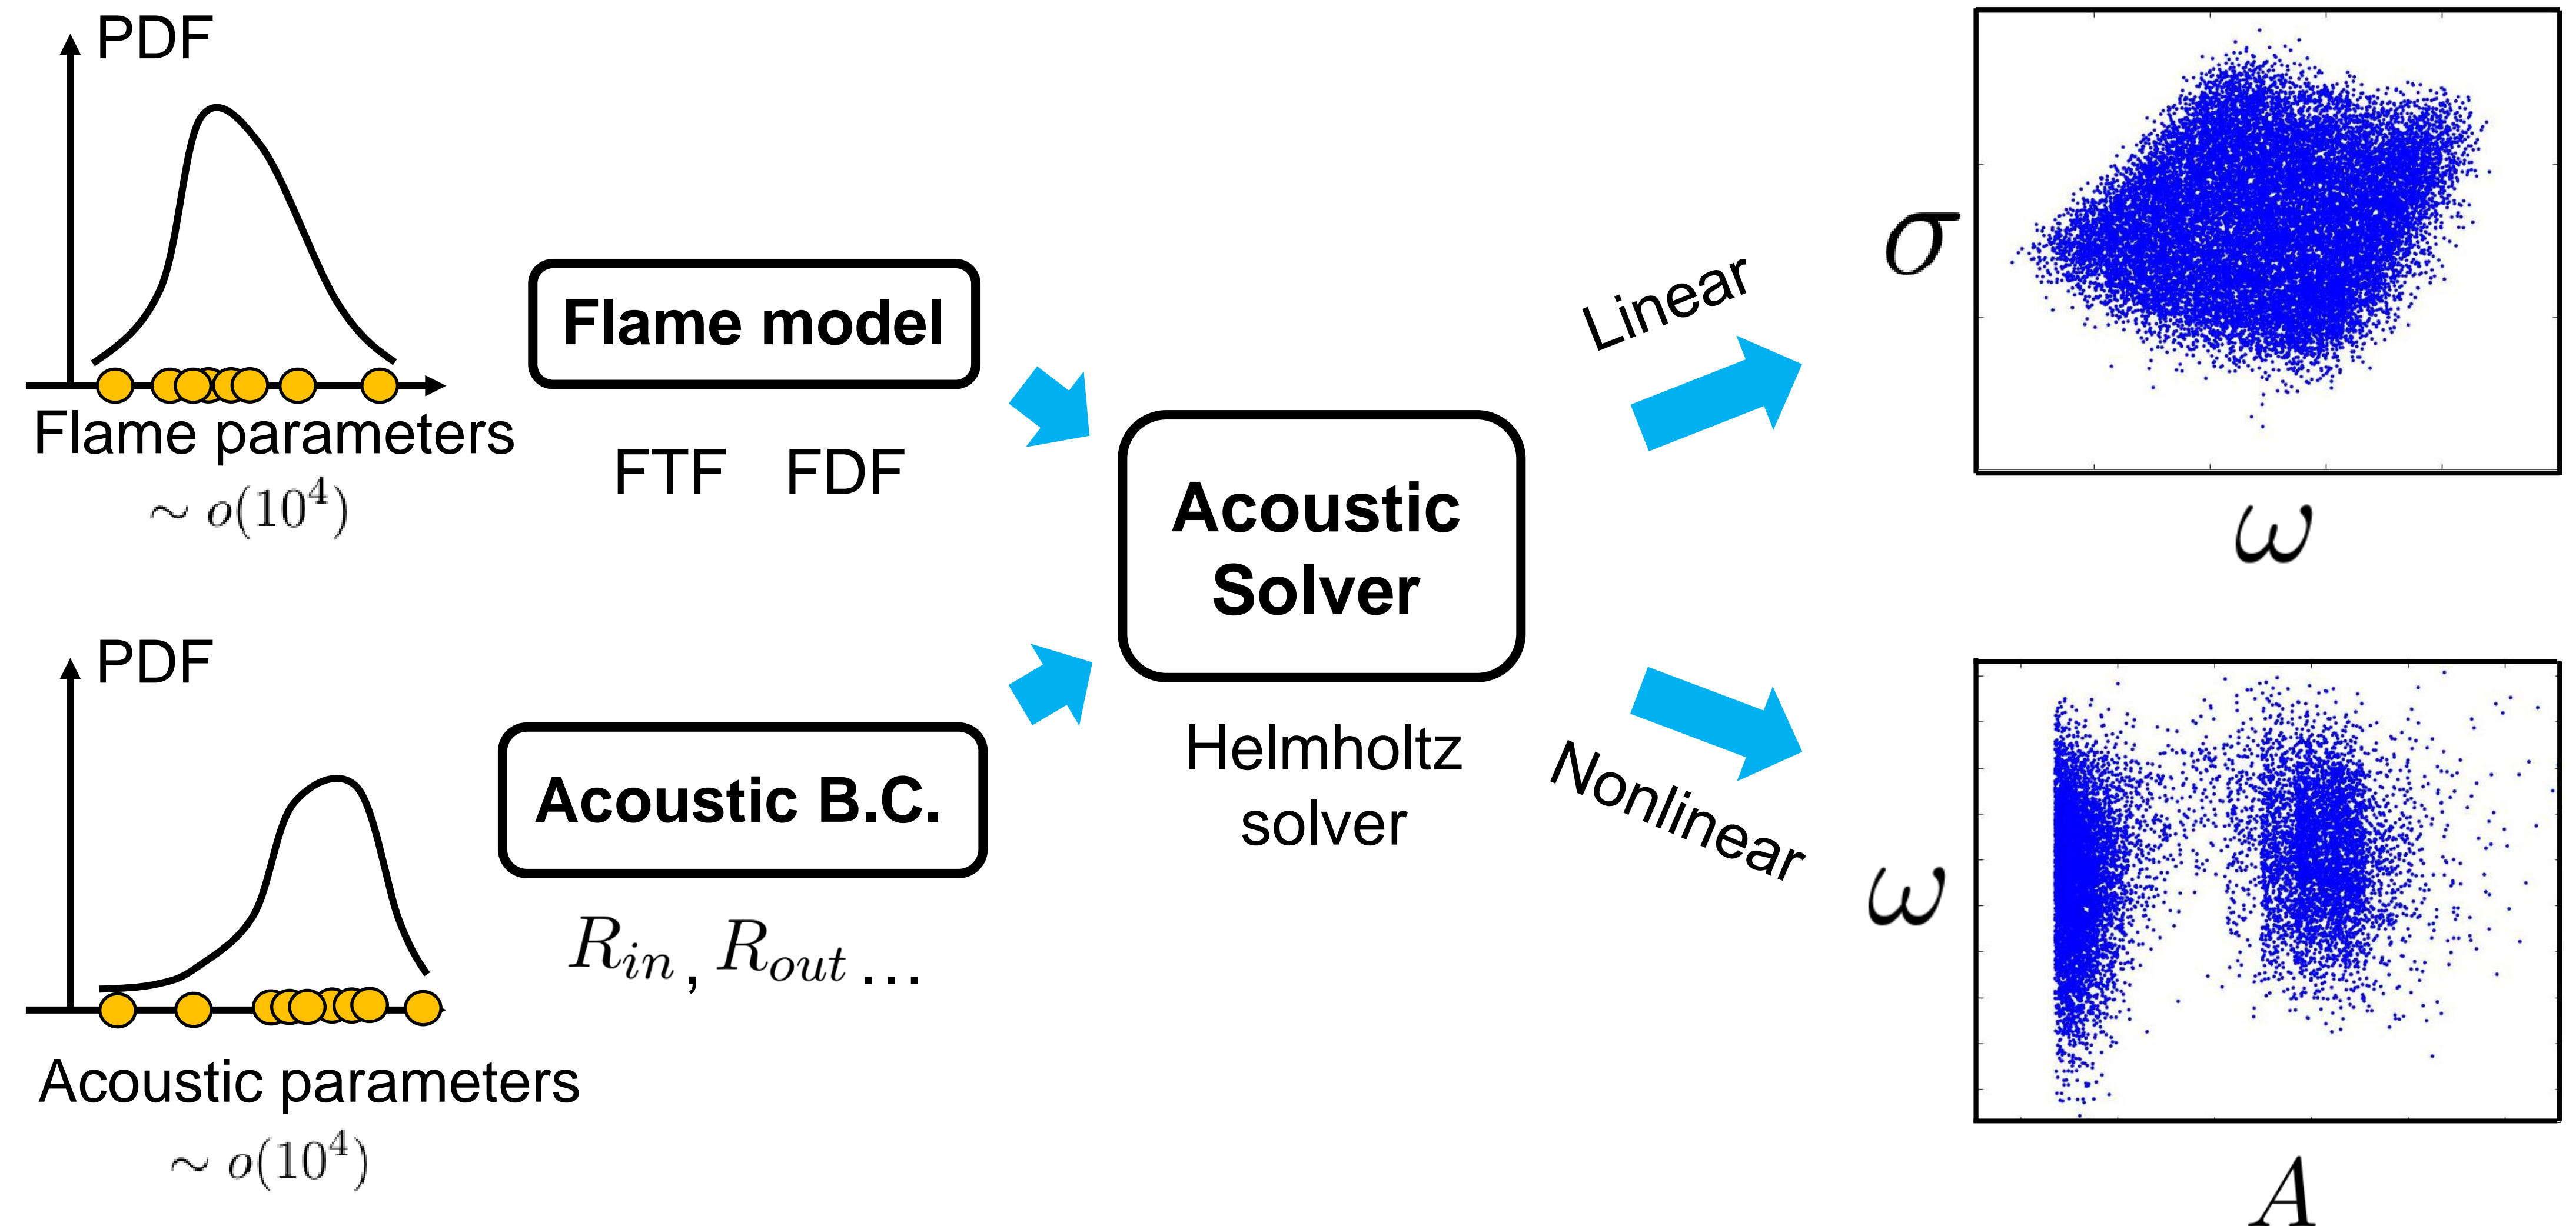 PDF
Flame parameters
∼ o(10⁴)
Flame model
FTF FDF
PDF
Acoustic parameters
∼ o(10⁴)
Acoustic B.C.
R_in, R_out ...
Acoustic
Solver
Helmholtz
solver
Linear
Nonlinear
σ
ω
ω
A